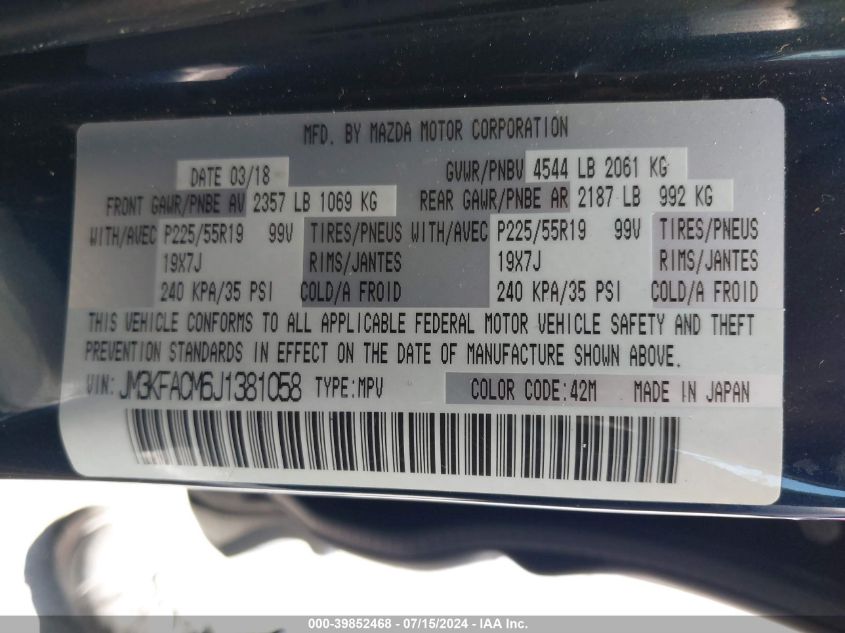 MFD. BY MAZDA MOTOR CORPORATION
DATE 03/18 GVWR/PNBV 4544 LB 2061 KG
FRONT GAWR/PNBE AV 2357 LB 1069 KG REAR GAWR/PNBE AR 2187 LB 992 KG
WITH/AVEC P225/55R19 99V TIRES/PNEUS WITH/AVEC P225/55R19 99V TIRES/PNEUS
19X7J RIMS/JANTES 19X7J RIMS/JANTES
240 KPA/35 PSI COLD/A FROID 240 KPA/35 PSI COLD/A FROID
THIS VEHICLE CONFORMS TO ALL APPLICABLE FEDERAL MOTOR VEHICLE SAFETY AND THEFT
PREVENTION STANDARDS IN EFFECT ON THE DATE OF MANUFACTURE SHOWN ABOVE.
VIN: JM3KFACM6J1381058 TYPE:MPV COLOR CODE:42M MADE IN JAPAN
000-39852468 - 07/15/2024 - IAA Inc.